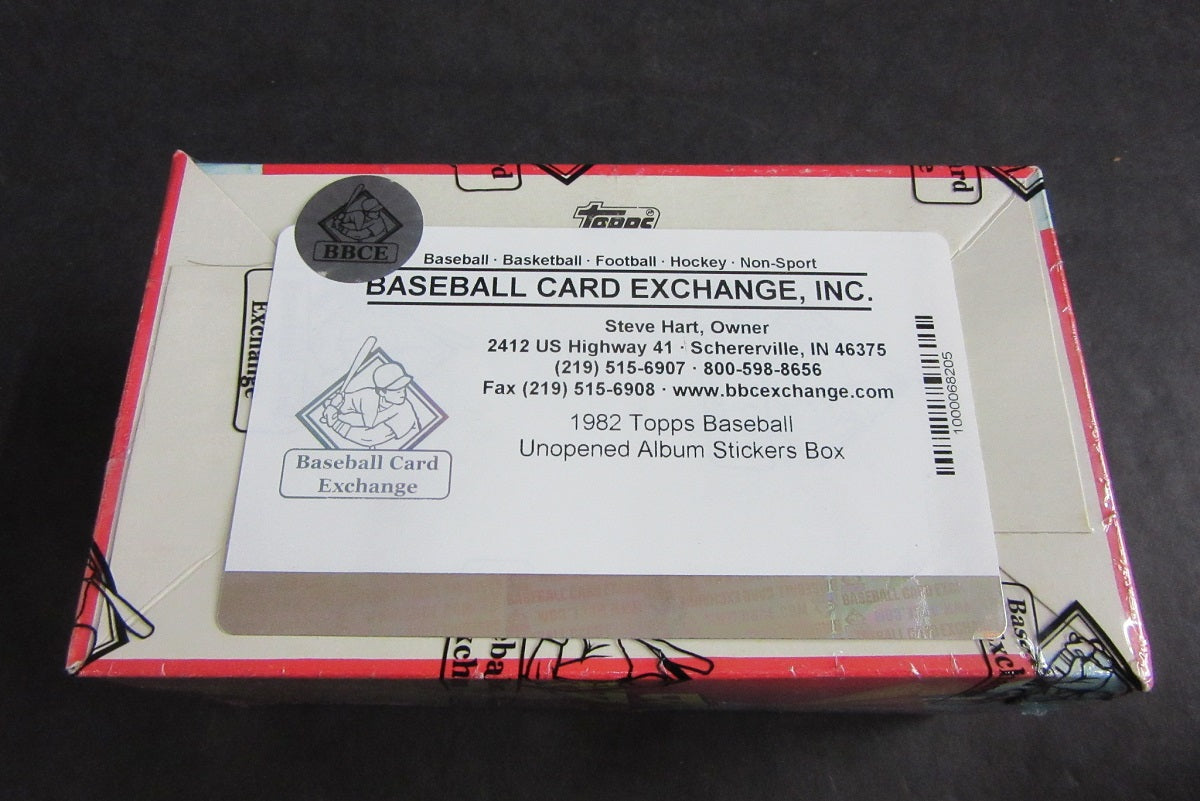 Topps
BBCE
Baseball · Basketball · Football · Hockey · Non-Sport
BASEBALL CARD EXCHANGE, INC.
Steve Hart, Owner
2412 US Highway 41 · Schererville, IN 46375
(219) 515-6907 · 800-598-8656
Fax (219) 515-6908 · www.bbcexchange.com
1982 Topps Baseball
Unopened Album Stickers Box
Baseball Card
Exchange
1000068205
Exchange
rd
ard